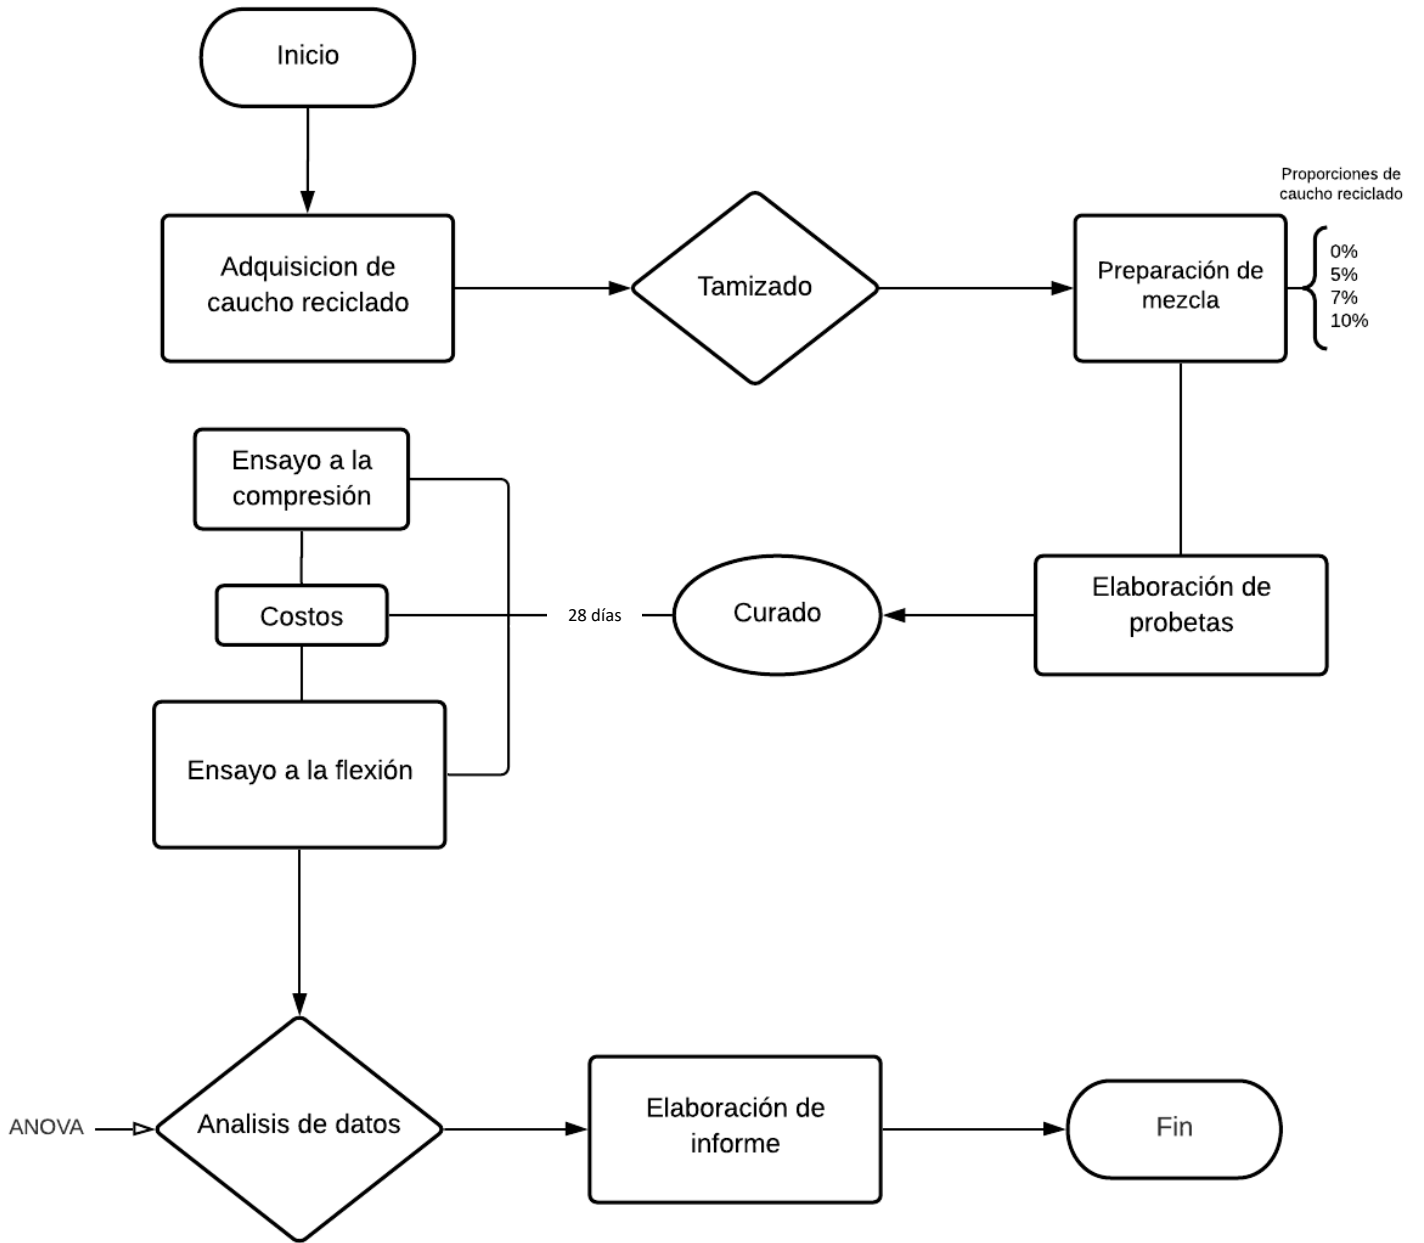 Inicio
Adquisicion de
caucho reciclado
Tamizado
Preparación de
mezcla
Proporciones de
caucho reciclado
0%
5%
7%
10%
Elaboración de
probetas
Curado
28 días
Ensayo a la
compresión
Costos
Ensayo a la flexión
ANOVA
Analisis de datos
Elaboración de
informe
Fin